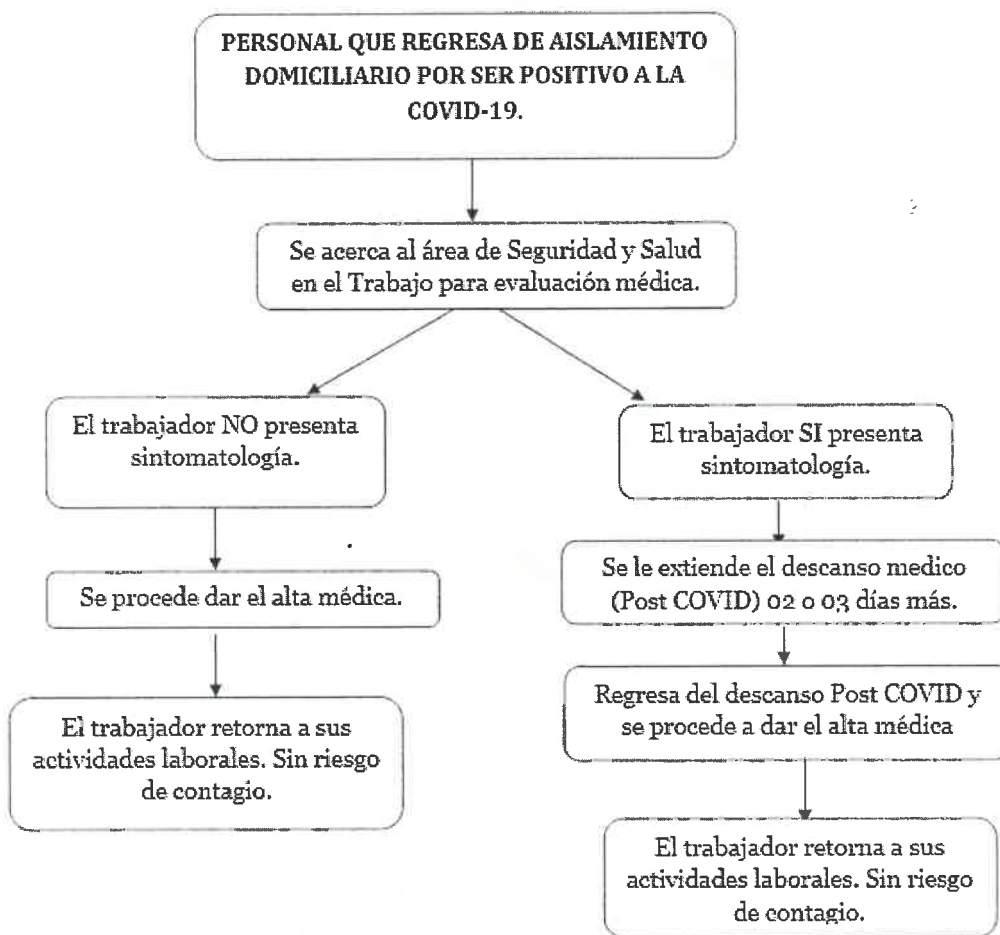 PERSONAL QUE REGRESA DE AISLAMIENTO
DOMICILIARIO POR SER POSITIVO A LA
COVID-19.
Se acerca al área de Seguridad y Salud
en el Trabajo para evaluación médica.
El trabajador NO presenta
sintomatología.
Se procede dar el alta médica.
El trabajador retorna a sus
actividades laborales. Sin riesgo
de contagio.
El trabajador SI presenta
sintomatología.
Se le extiende el descanso medico
(Post COVID) 02 o 03 días más.
Regresa del descanso Post COVID y
se procede a dar el alta médica
El trabajador retorna a sus
actividades laborales. Sin riesgo
de contagio.